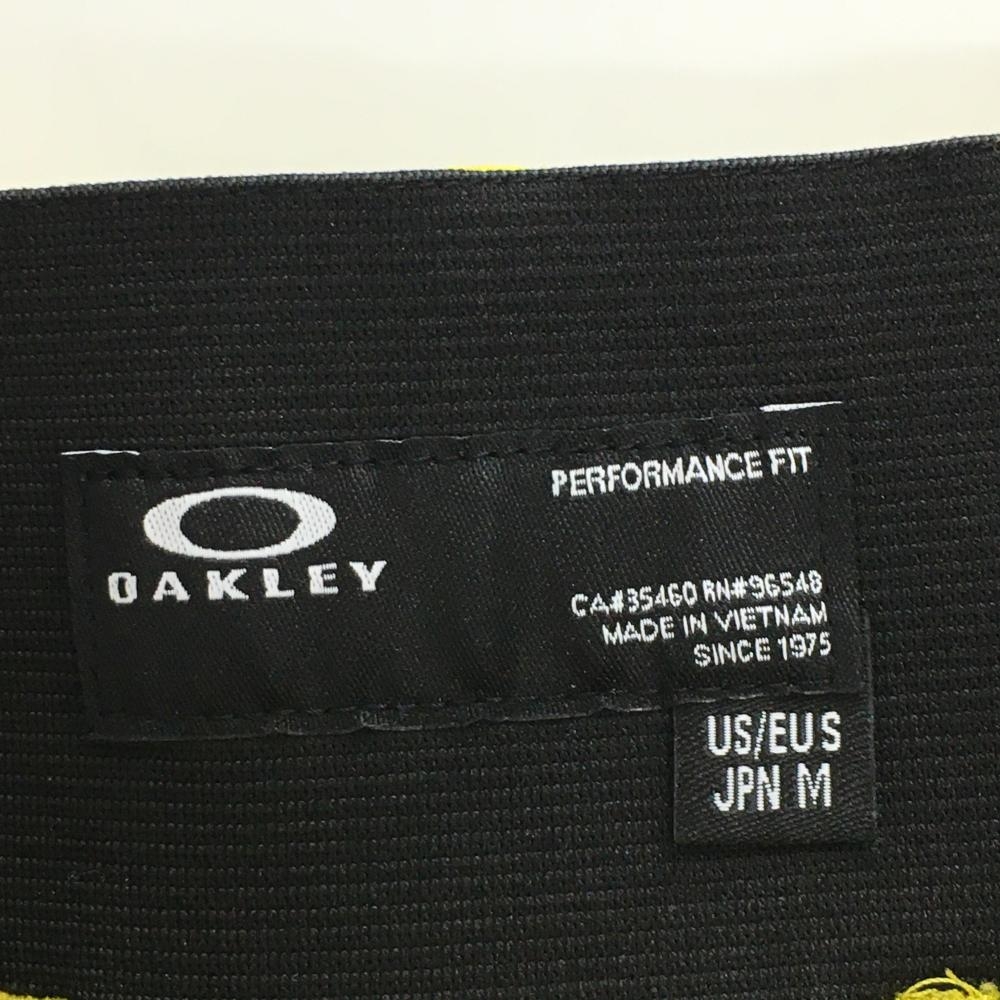 OAKLEY
PERFORMANCE FIT
CA#35460 RN#96548
MADE IN VIETNAM
SINCE 1975
US/EU S
JPN M